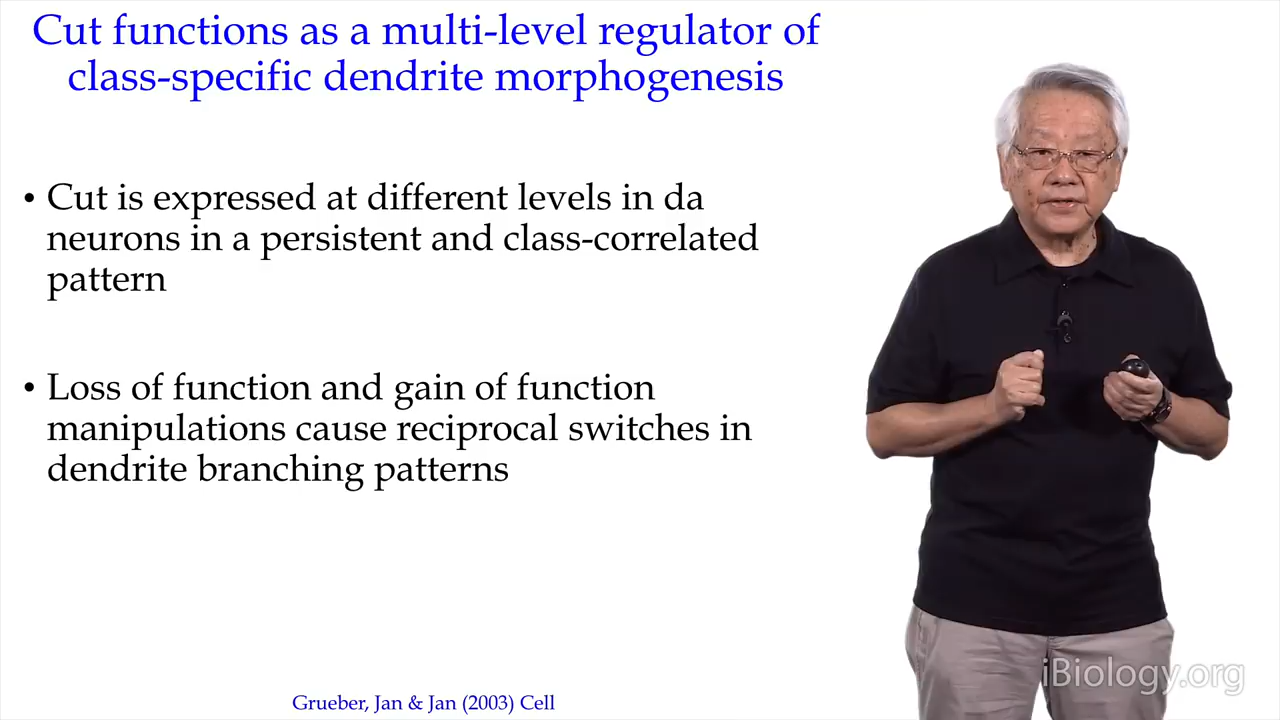 Cut functions as a multi-level regulator of
class-specific dendrite morphogenesis
• Cut is expressed at different levels in da
neurons in a persistent and class-correlated
pattern
• Loss of function and gain of function
manipulations cause reciprocal switches in
dendrite branching patterns
Grueber, Jan & Jan (2003) Cell
iBiology.org